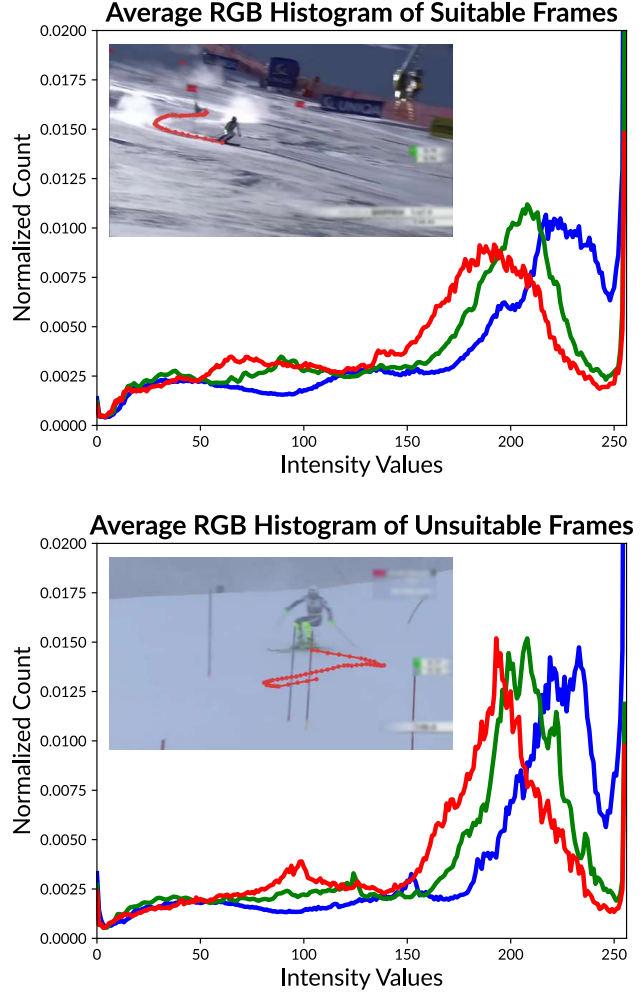 Average RGB Histogram of Suitable Frames
0.0200
0.0175
0.0150
0.0125
0.0100
0.0075
0.0050
0.0025
0.0000
Normalized Count
UNION
0 50 100 150 200 250
Intensity Values
Average RGB Histogram of Unsuitable Frames
0.0200
0.0175
0.0150
0.0125
0.0100
0.0075
0.0050
0.0025
0.0000
Normalized Count
0 50 100 150 200 250
Intensity Values